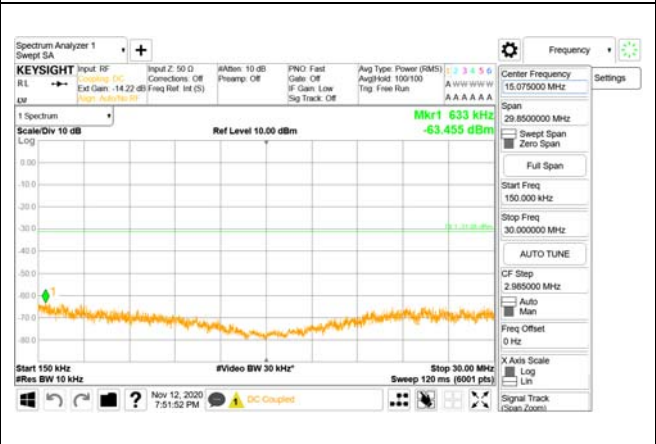 Spectrum Analyzer 1
Swept SA
+
Frequency
KEYSIGHT
Input: RF
Input Z: 50 Ω
#Atten: 10 dB
PNO: Fast
Avg Type: Power (RMS)
1 2 3 4 5 6
RL
Coupling: DC
Corrections: Off
Preamp: Off
Gate: Off
Avg|Hold: 100/100
A W W W W W
Ext Gain: -14.22 dB
Freq Ref: Int (S)
IF Gain: Low
Trig: Free Run
Align: Auto/No RF
Sig Track: Off
A A A A A A
1 Spectrum
Mkr1 633 kHz
Scale/Div 10 dB
Ref Level 10.00 dBm
-63.455 dBm
Log
0.00
-10.0
-20.0
-30.0
-40.0
-50.0
-60.0
-70.0
-80.0
1
Start 150 kHz
#Video BW 30 kHz*
Stop 30.00 MHz
#Res BW 10 kHz
Sweep 120 ms (6001 pts)
Center Frequency
15.075000 MHz
Settings
Span
29.8500000 MHz
Swept Span
Zero Span
Full Span
Start Freq
150.000 kHz
Stop Freq
30.000000 MHz
AUTO TUNE
CF Step
2.985000 MHz
Auto
Man
Freq Offset
0 Hz
X Axis Scale
Log
Lin
Signal Track
(Span Zoom)
?
Nov 12, 2020
7:51:52 PM
1
DC Coupled